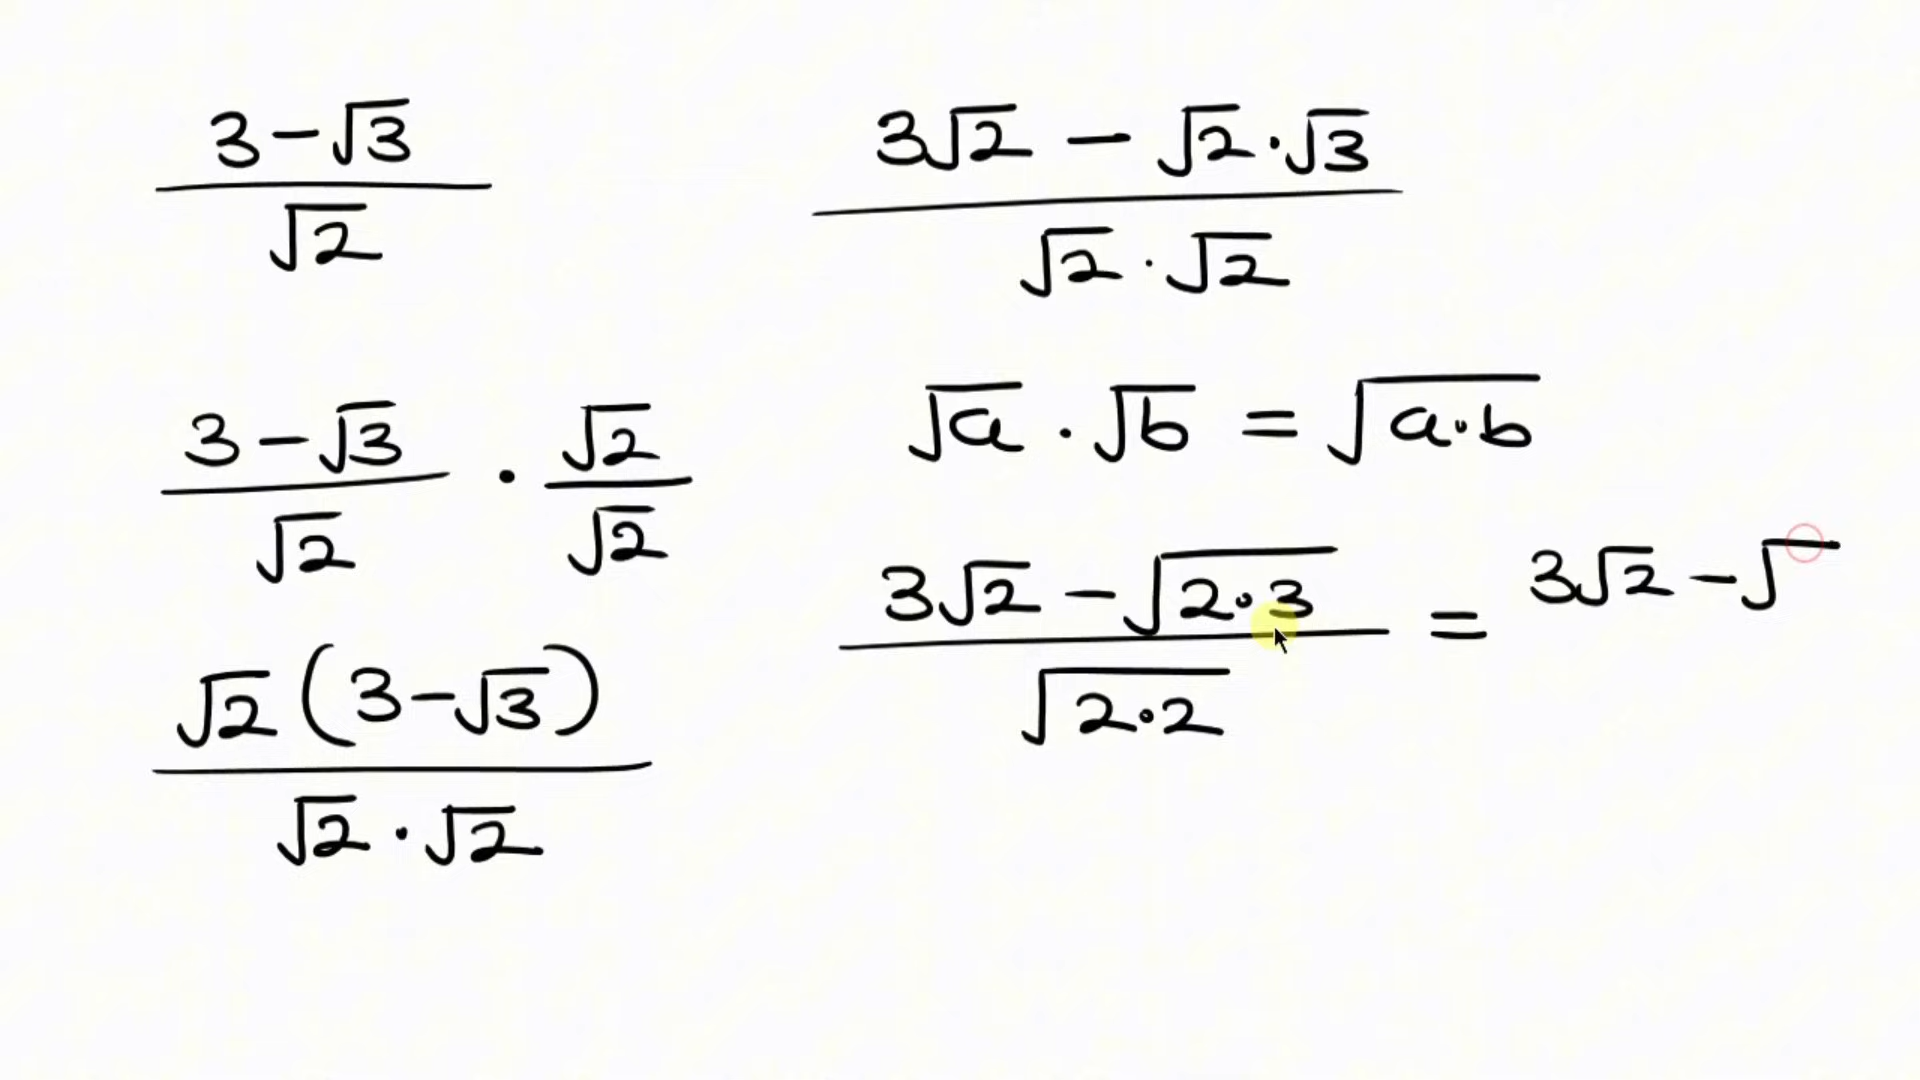 3-√3
√2
3-√3 · √2
√2 √2
√2(3-√3)
√2·√2
3√2 - √2·√3
√2·√2
√a·√b = √a·b
3√2-√2·3 = 3√2-√
√2·2